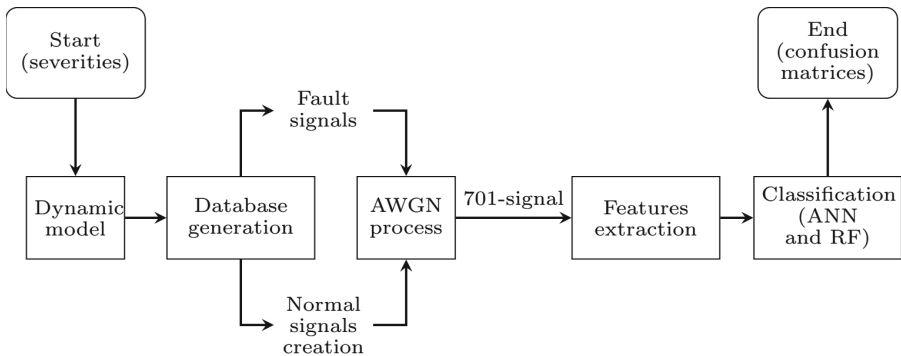 Start
(severities)
End
(confusion
matrices)
Fault
signals
Dynamic
model
Database
generation
AWGN
process
701-signal
Features
extraction
Classification
(ANN
and RF)
Normal
signals
creation